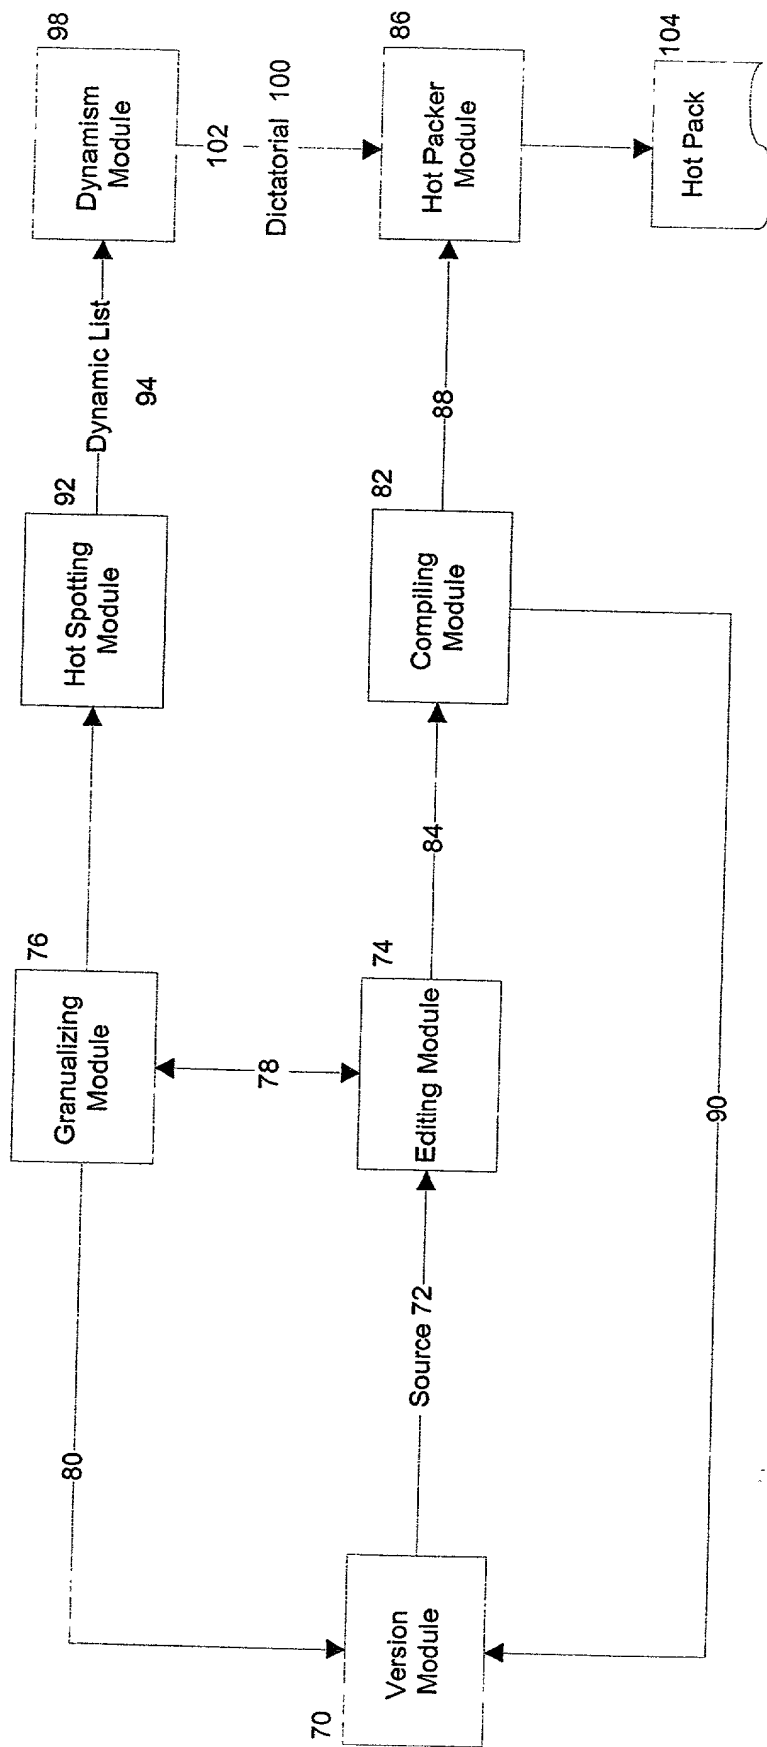 98
Dynamism
Module
86
Hot Packer
Module
104
Hot Pack
102
Dictatorial 100
Dynamic List
94
88
92
Hot Spotting
Module
82
Compiling
Module
84
76
Granualizing
Module
78
74
Editing Module
90
80
Source 72
70
Version
Module